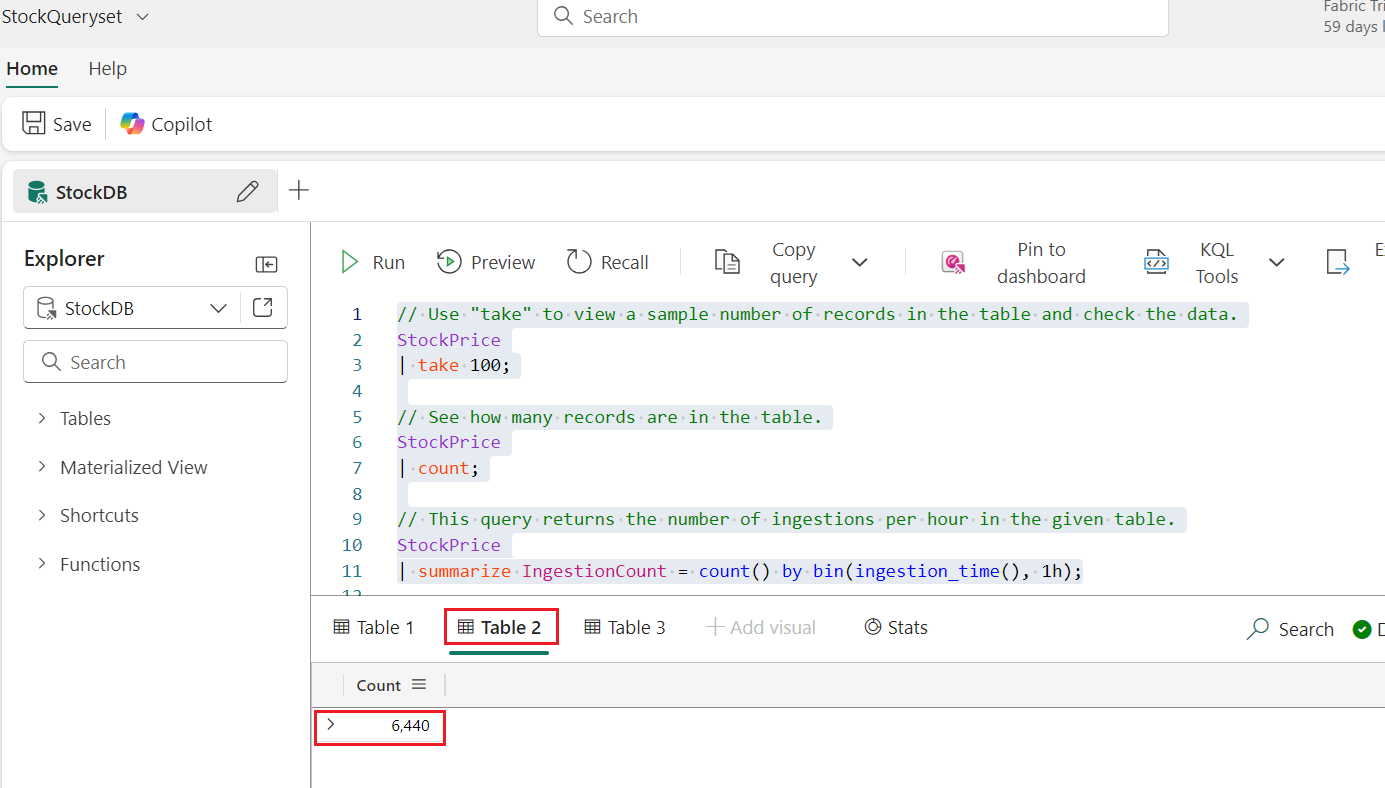 StockQueryset
Search
Fabric Tri
59 days l
Home Help
Save Copilot
StockDB
Explorer
StockDB
Search
Tables
Materialized View
Shortcuts
Functions
Run Preview Recall Copy query Pin to dashboard KQL Tools E
1 // Use "take" to view a sample number of records in the table and check the data.
2 StockPrice
3 | take 100;
4
5 // See how many records are in the table.
6 StockPrice
7 | count;
8
9 // This query returns the number of ingestions per hour in the given table.
10 StockPrice
11 | summarize IngestionCount = count() by bin(ingestion_time(), 1h);
12
Table 1 Table 2 Table 3 Add visual Stats Search D
Count
6,440